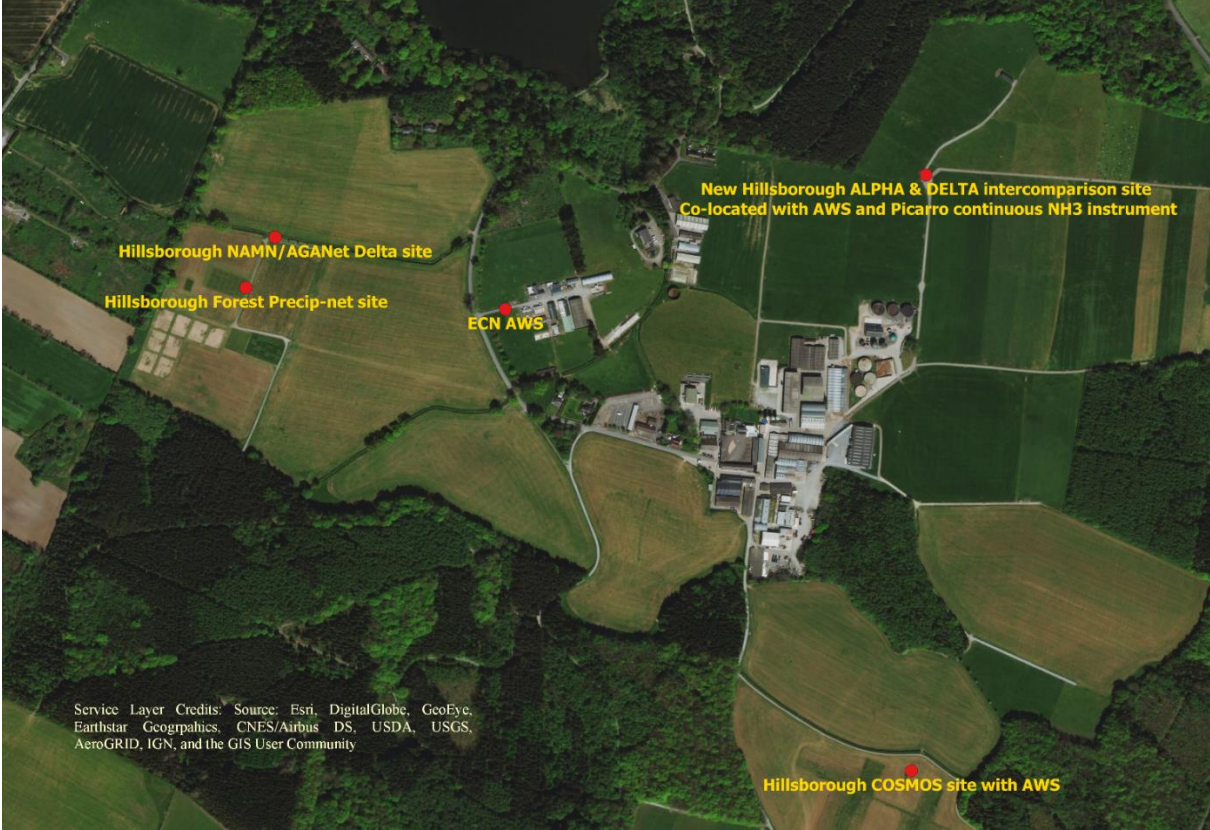 New Hillsborough ALPHA & DELTA intercomparison site
Co-located with AWS and Picarro continuous NH3 instrument
Hillsborough NAMN/AGANet Delta site
Hillsborough Forest Precip-net site
ECN AWS
Service Layer Credits: Source: Esri, DigitalGlobe, GeoEye,
Earthstar Geogrpahics, CNES/Airbus DS, USDA, USGS,
AeroGRID, IGN, and the GIS User Community
Hillsborough COSMOS site with AWS